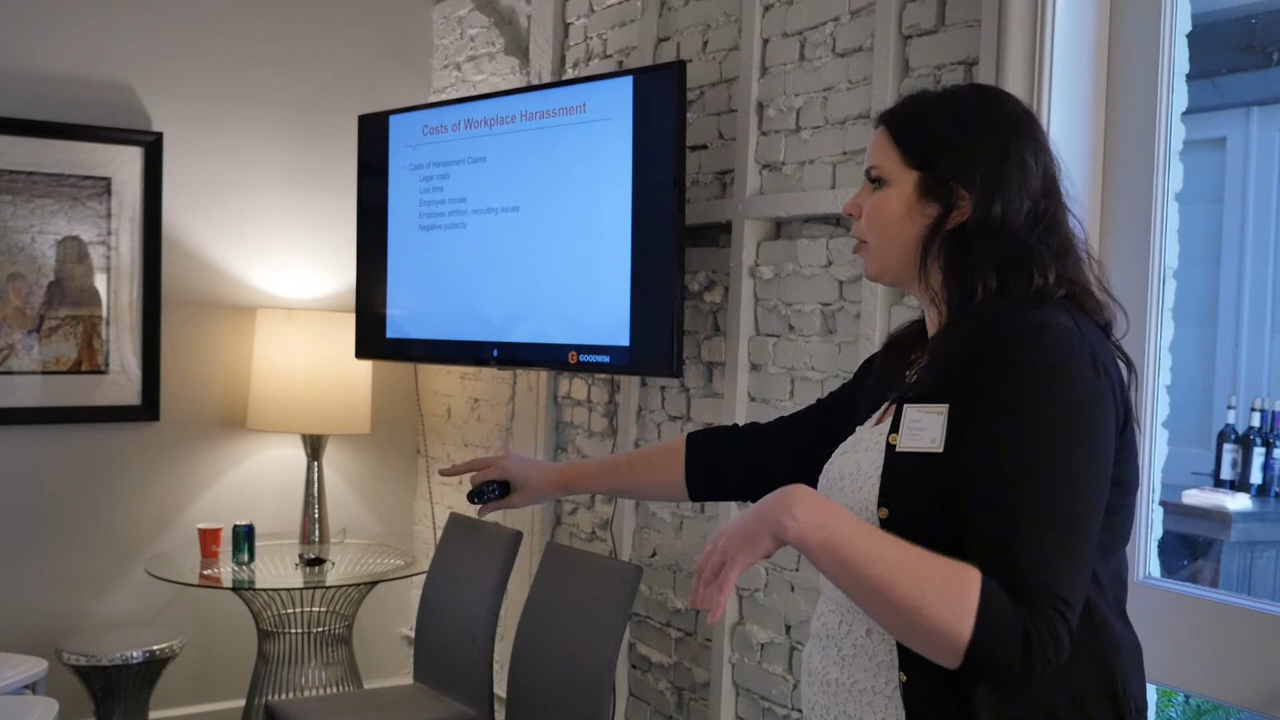 Costs of Workplace Harassment
Costs of Harassment Claims
Legal costs
Lost time
Employee morale
Employee attrition, recruiting issues
Negative publicity
GOODWIN